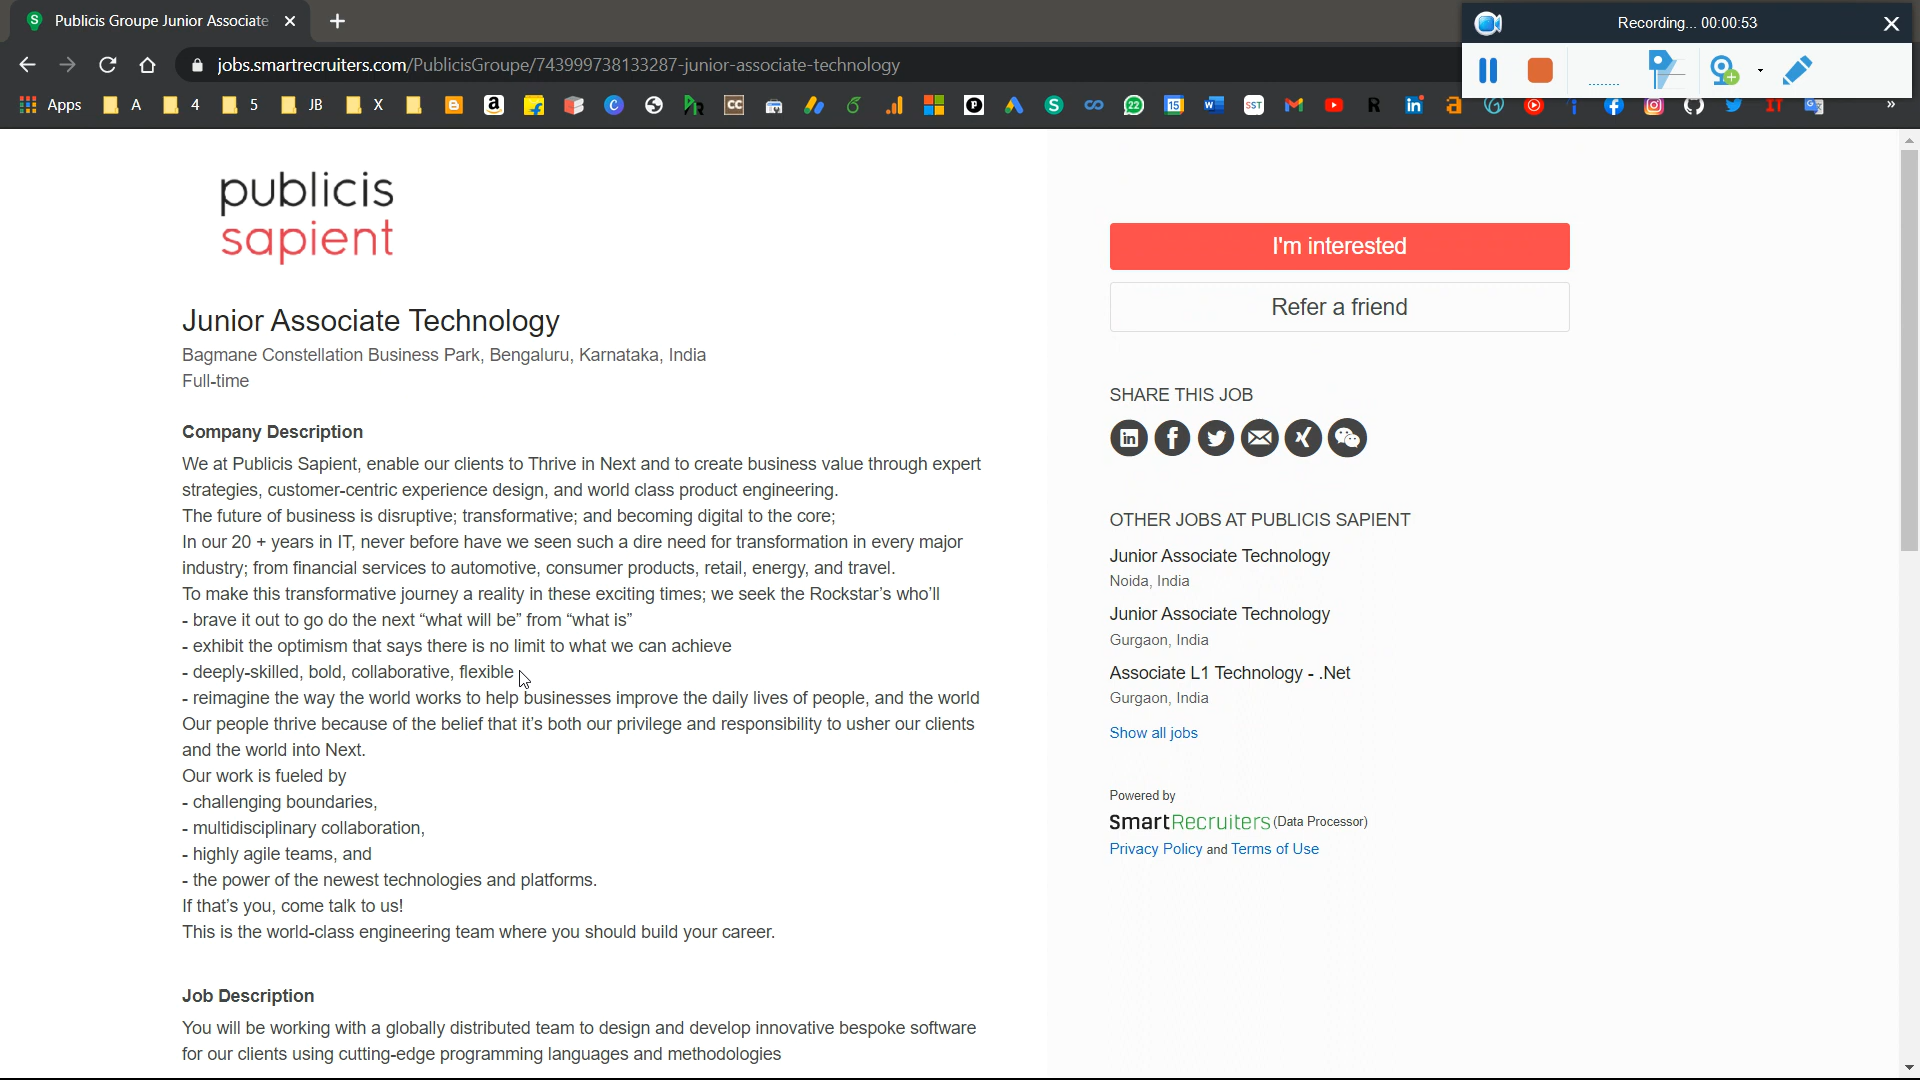 Publicis Groupe Junior Associate
Recording... 00:00:53
jobs.smartrecruiters.com/PublicisGroupe/743999738133287-junior-associate-technology
Apps A 4 5 JB X
publicis
sapient
I'm interested
Refer a friend
Junior Associate Technology
Bagmane Constellation Business Park, Bengaluru, Karnataka, India
Full-time
SHARE THIS JOB
Company Description
We at Publicis Sapient, enable our clients to Thrive in Next and to create business value through expert
strategies, customer-centric experience design, and world class product engineering.
The future of business is disruptive; transformative; and becoming digital to the core;
In our 20 + years in IT, never before have we seen such a dire need for transformation in every major
industry; from financial services to automotive, consumer products, retail, energy, and travel.
To make this transformative journey a reality in these exciting times; we seek the Rockstar's who'll
- brave it out to go do the next “what will be” from “what is”
- exhibit the optimism that says there is no limit to what we can achieve
- deeply-skilled, bold, collaborative, flexible
- reimagine the way the world works to help businesses improve the daily lives of people, and the world
Our people thrive because of the belief that it's both our privilege and responsibility to usher our clients
and the world into Next.
Our work is fueled by
- challenging boundaries,
- multidisciplinary collaboration,
- highly agile teams, and
- the power of the newest technologies and platforms.
If that's you, come talk to us!
This is the world-class engineering team where you should build your career.
Job Description
You will be working with a globally distributed team to design and develop innovative bespoke software
for our clients using cutting-edge programming languages and methodologies
OTHER JOBS AT PUBLICIS SAPIENT
Junior Associate Technology
Noida, India
Junior Associate Technology
Gurgaon, India
Associate L1 Technology - .Net
Gurgaon, India
Show all jobs
Powered by
SmartRecruiters (Data Processor)
Privacy Policy and Terms of Use